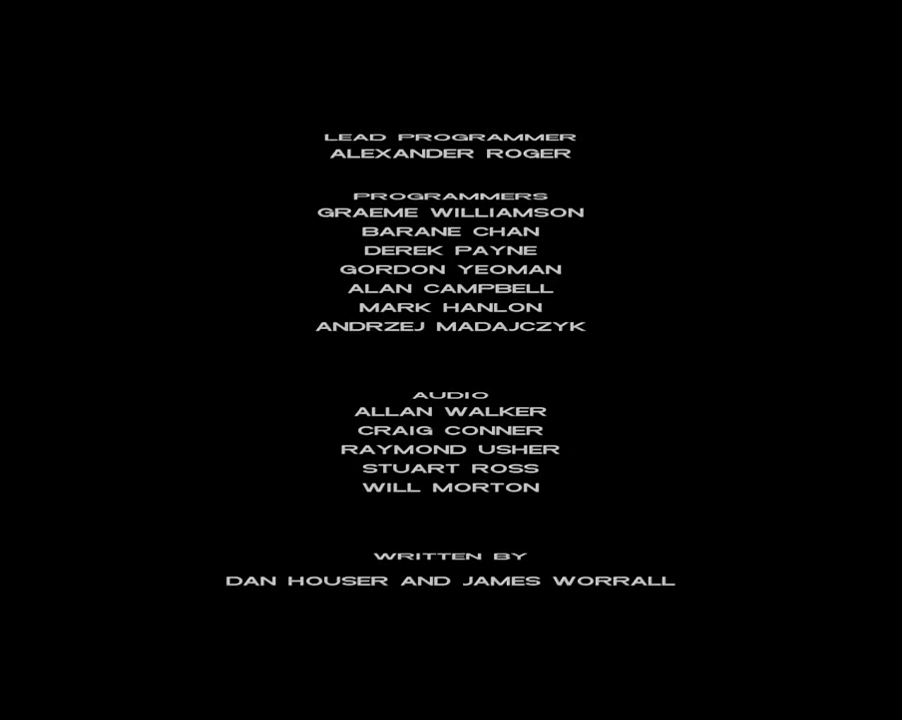 LEAD PROGRAMMER
ALEXANDER ROGER
PROGRAMMERS
GRAEME WILLIAMSON
BARANE CHAN
DEREK PAYNE
GORDON YEOMAN
ALAN CAMPBELL
MARK HANLON
ANDRZEJ MADAJCZYK
AUDIO
ALLAN WALKER
CRAIG CONNER
RAYMOND USHER
STUART ROSS
WILL MORTON
WRITTEN BY
DAN HOUSER AND JAMES WORRALL